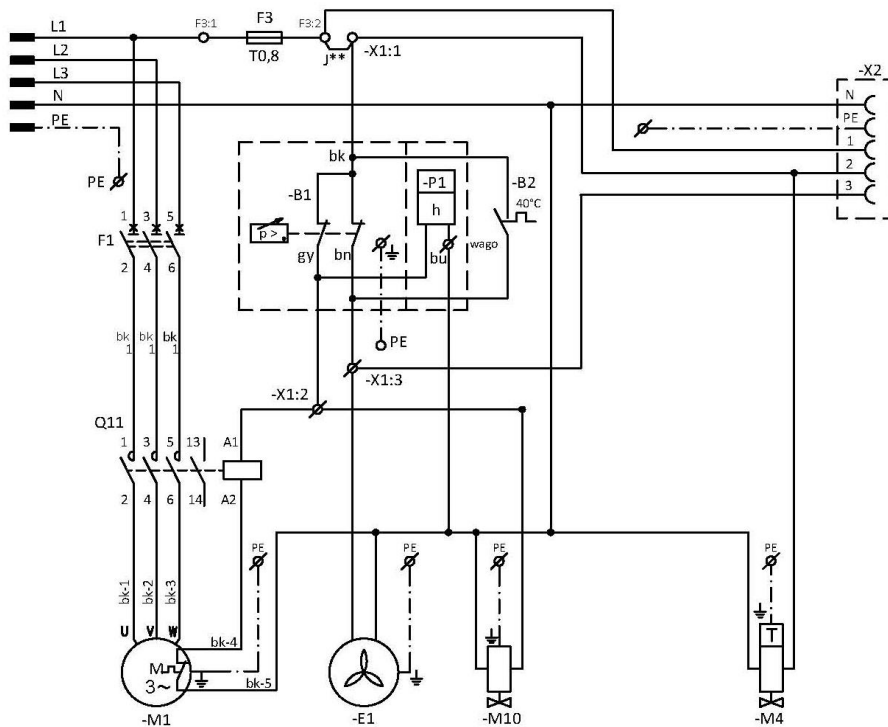 L1
F3:1
F3
F3:2
T0,8
J**
-X1:1
L2
L3
N
PE
-X2
N
PE
1
2
3
PE
bk
-P1
h
-B1
-B2
40°C
p >
wago
gy
bn
bu
1 3 5
F1
2 4 6
bk 1
bk 1
bk 1
PE
-X1:3
-X1:2
Q11
1 3 5 13 A1
2 4 6 14 A2
PE
PE
PE
PE
bk-1
bk-2
bk-3
U V W
bk-4
M
3~
bk-5
T
-M1
-E1
-M10
-M4